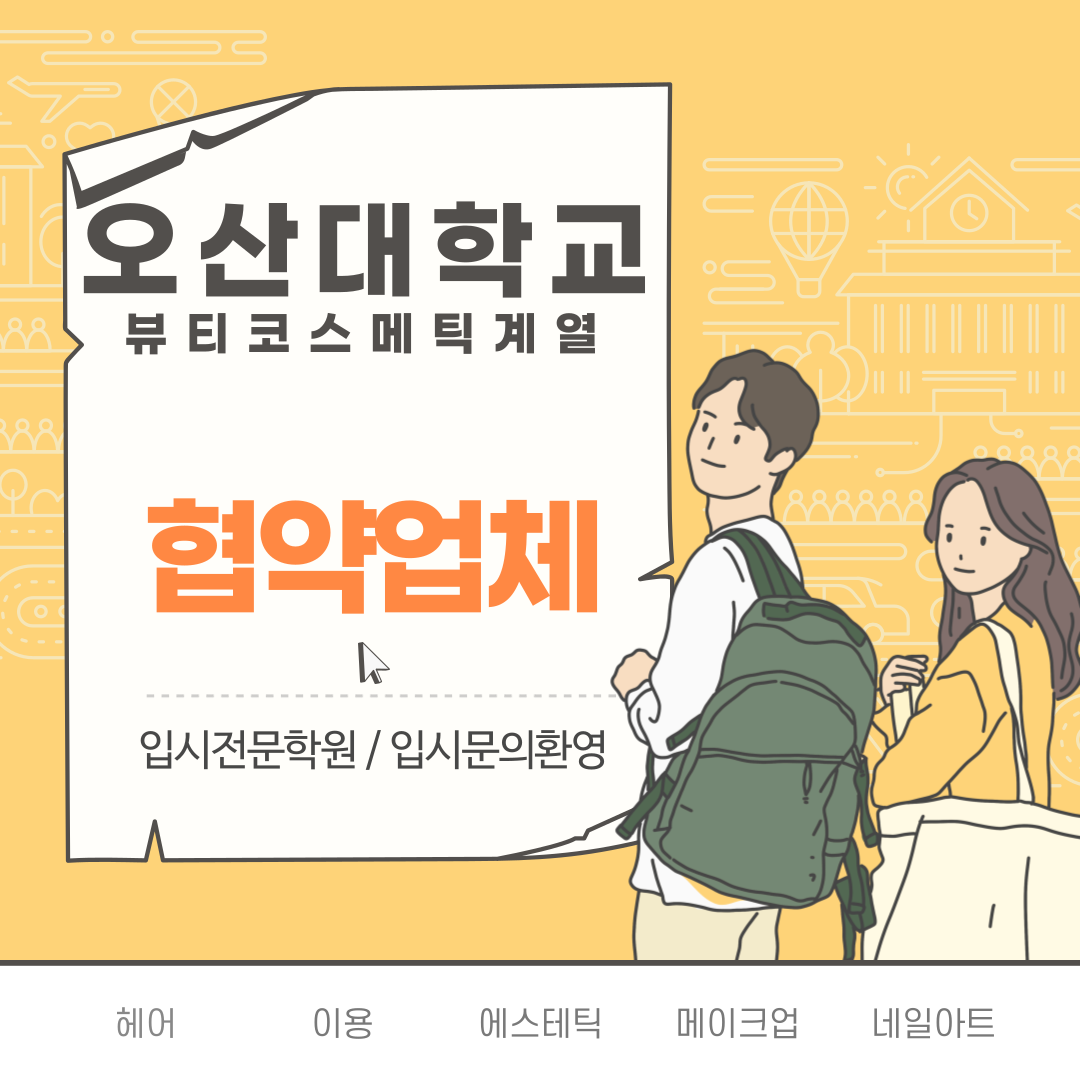 오산대학교
뷰티코스메틱계열
협약업체
입시전문학원 / 입시문의환영
헤어 이용 에스테틱 메이크업 네일아트